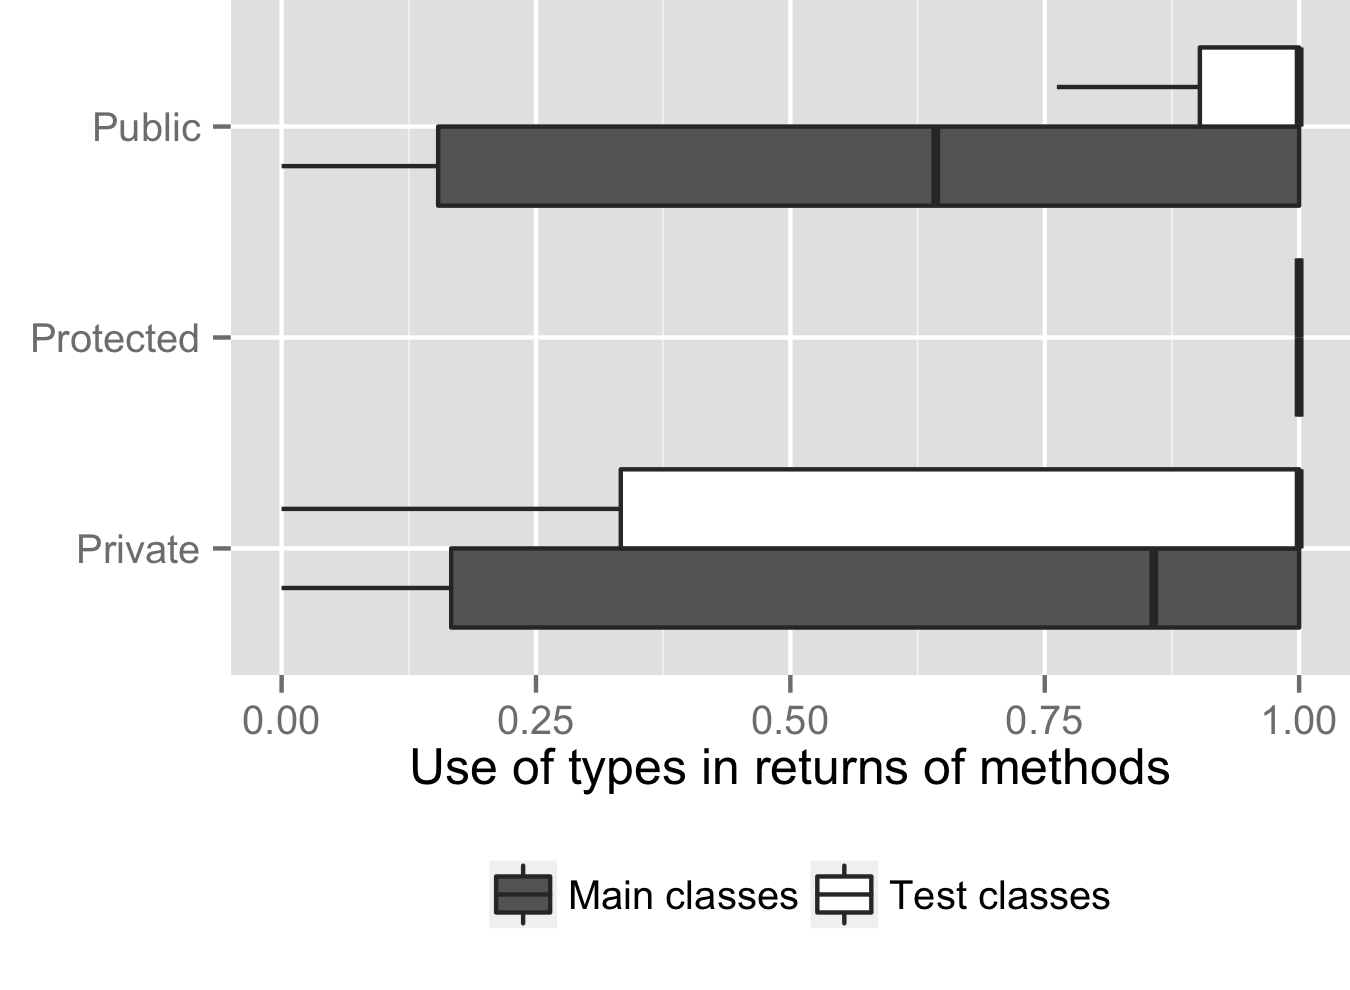 Public
Protected
Private
0.00 0.25 0.50 0.75 1.00
Use of types in returns of methods
Main classes Test classes